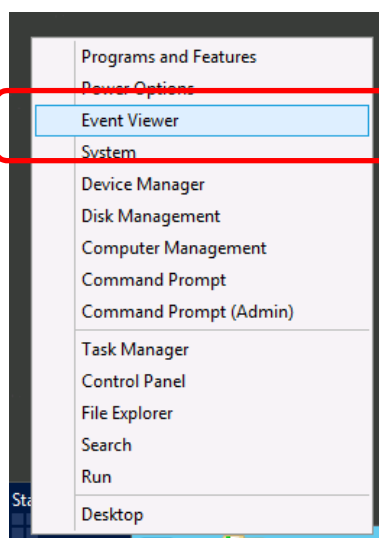 Programs and Features
Power Options
Event Viewer
System
Device Manager
Disk Management
Computer Management
Command Prompt
Command Prompt (Admin)
Task Manager
Control Panel
File Explorer
Search
Run
Sta
Desktop